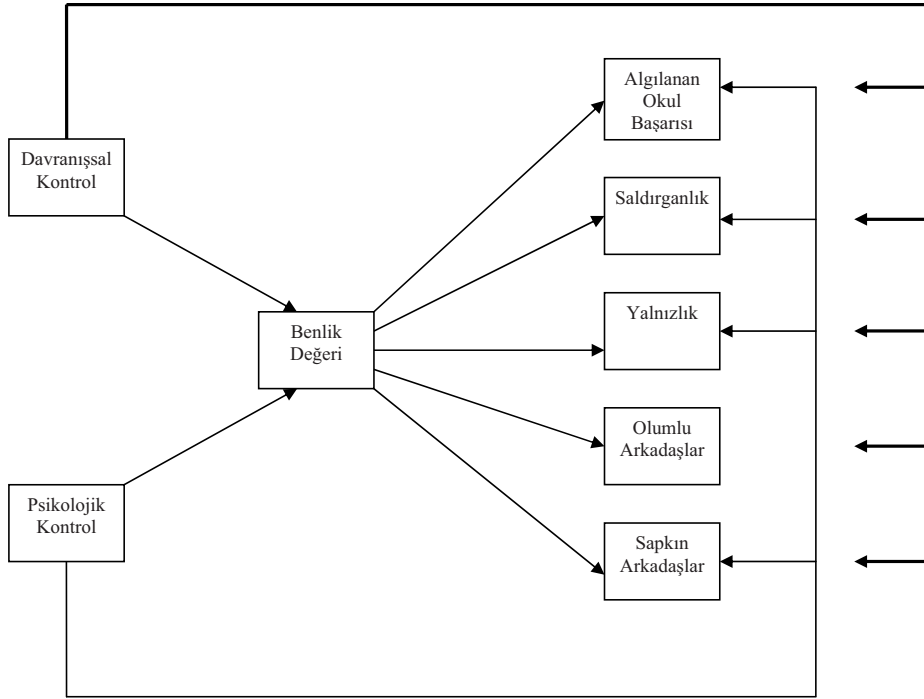 Algılanan
Okul
Başarısı
Davranışsal
Kontrol
Saldırganlık
Benlik
Değeri
Yalnızlık
Olumlu
Arkadaşlar
Psikolojik
Kontrol
Sapkın
Arkadaşlar